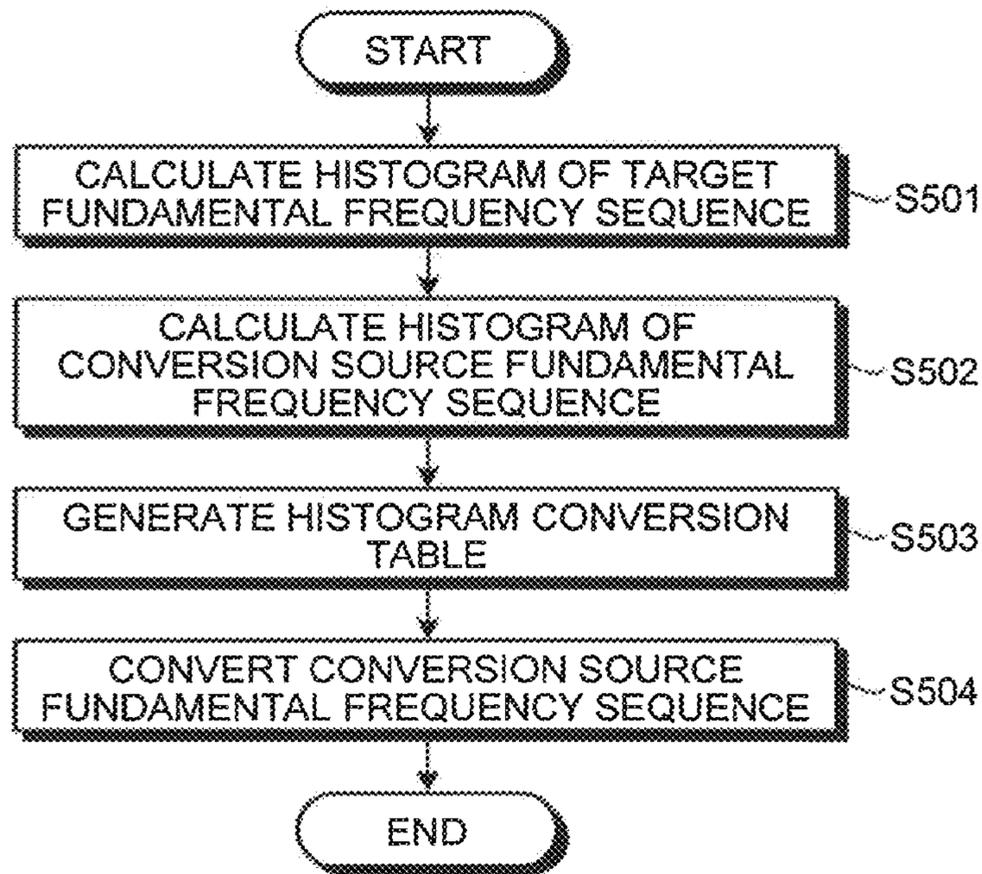 START
CALCULATE HISTOGRAM OF TARGET
FUNDAMENTAL FREQUENCY SEQUENCE
S501
CALCULATE HISTOGRAM OF
CONVERSION SOURCE FUNDAMENTAL
FREQUENCY SEQUENCE
S502
GENERATE HISTOGRAM CONVERSION
TABLE
S503
CONVERT CONVERSION SOURCE
FUNDAMENTAL FREQUENCY SEQUENCE
S504
END